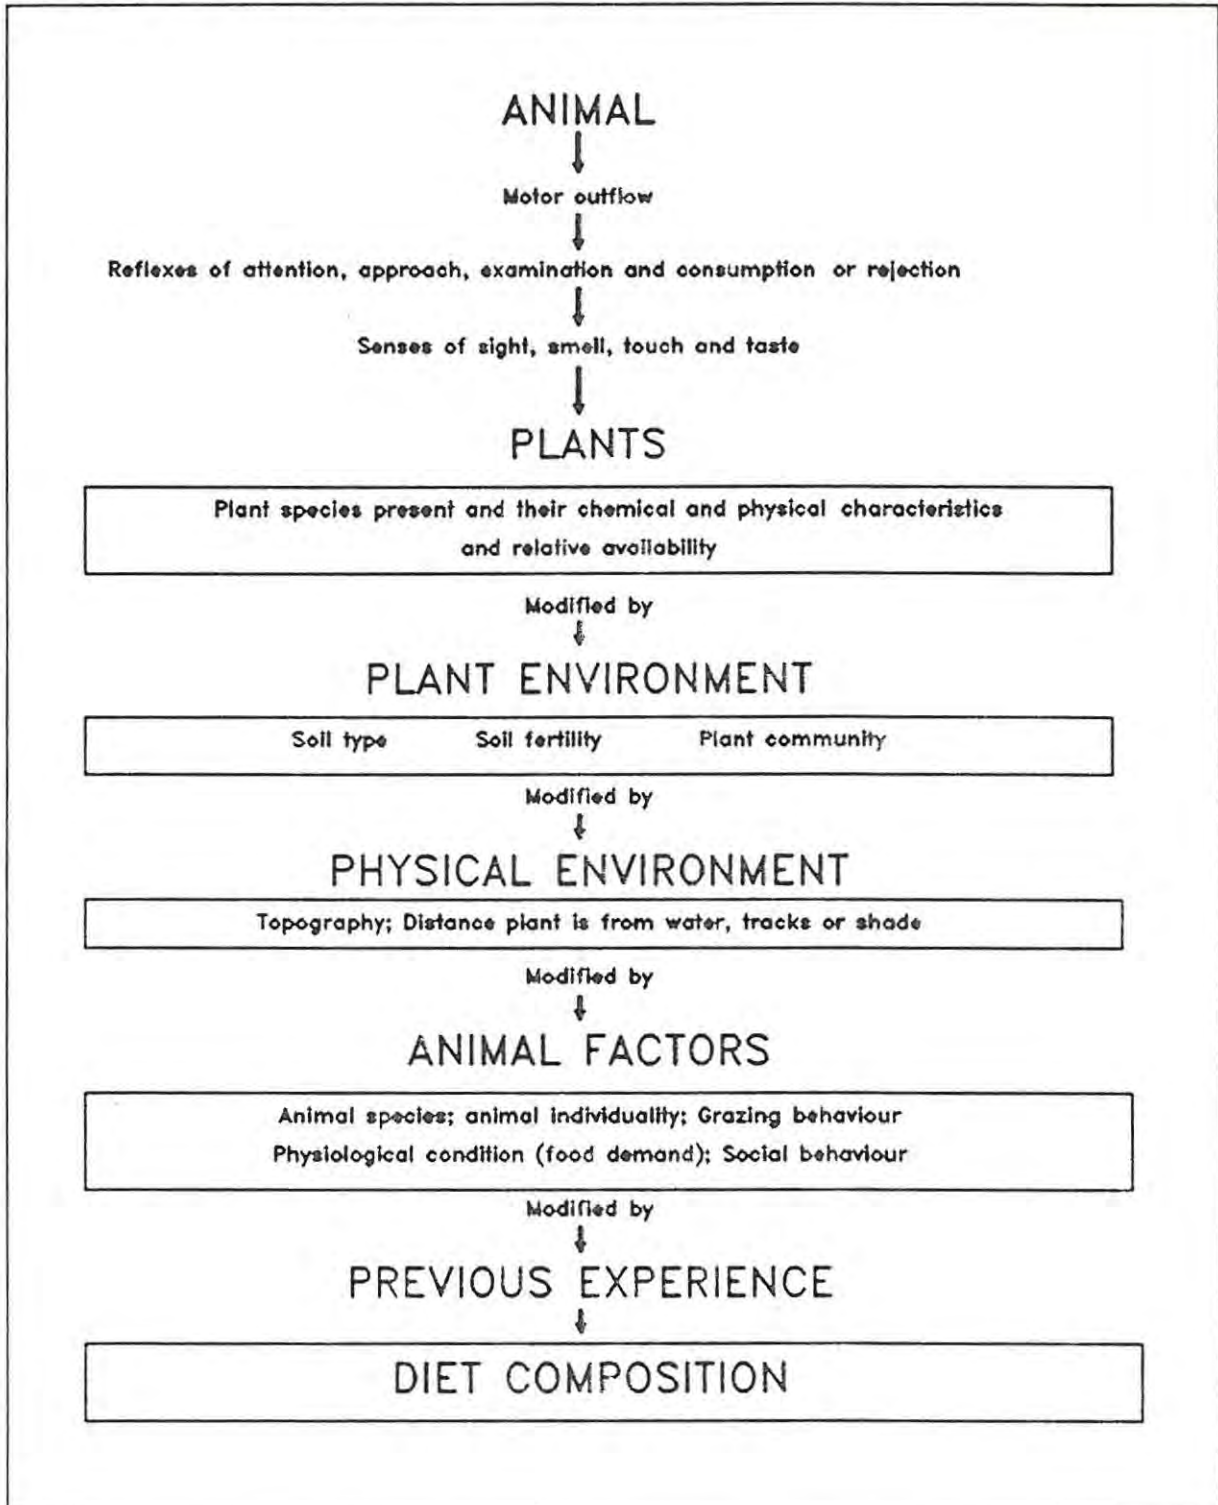 ANIMAL
Motor outflow
Reflexes of attention, approach, examination and consumption or rejection
Senses of sight, smell, touch and taste
PLANTS
Plant species present and their chemical and physical characteristics
and relative availability
Modified by
PLANT ENVIRONMENT
Soil type Soil fertility Plant community
Modified by
PHYSICAL ENVIRONMENT
Topography; Distance plant is from water, tracks or shade
Modified by
ANIMAL FACTORS
Animal species; animal individuality; Grazing behaviour
Physiological condition (food demand); Social behaviour
Modified by
PREVIOUS EXPERIENCE
DIET COMPOSITION